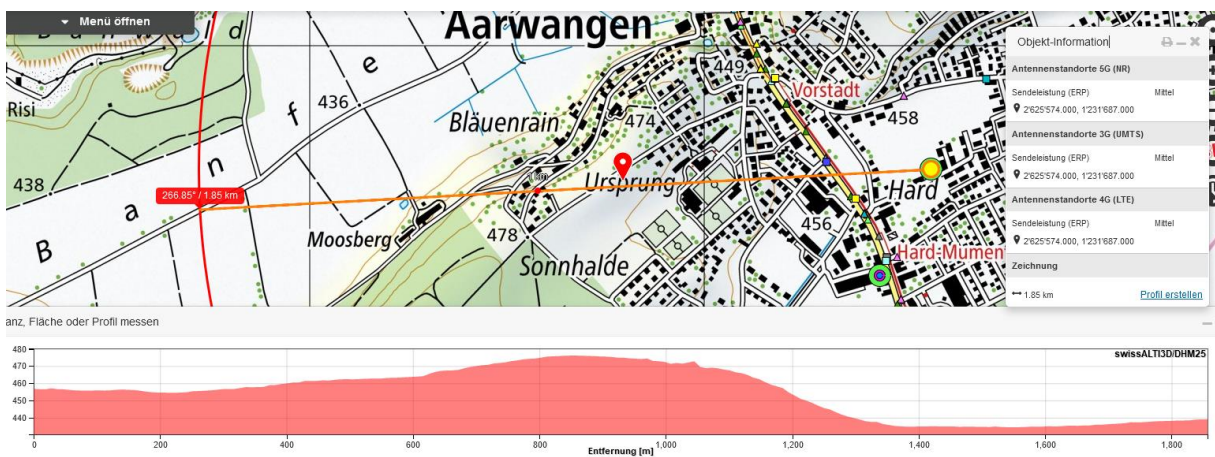 Menü öffnen
Aarwangen
Bännwald
Risi
438
436
Banfe
266.85° / 1.85 km
Bläuenrain
474
449
Vorstadt
458
1 km
Ursprung
Hard
Moosberg
478
Sonnhalde
456
Hard-Mumen
Objekt-Information
Antennenstandorte 5G (NR)
Sendeleistung (ERP) Mittel
2'625'574.000, 1'231'687.000
Antennenstandorte 3G (UMTS)
Sendeleistung (ERP) Mittel
2'625'574.000, 1'231'687.000
Antennenstandorte 4G (LTE)
Sendeleistung (ERP) Mittel
2'625'574.000, 1'231'687.000
Zeichnung
1.85 km Profil erstellen
anz, Fläche oder Profil messen
swissALTI3D/DHM25
480
470
460
450
440
0 200 400 600 800 1,000 1,200 1,400 1,600 1,800
Entfernung [m]